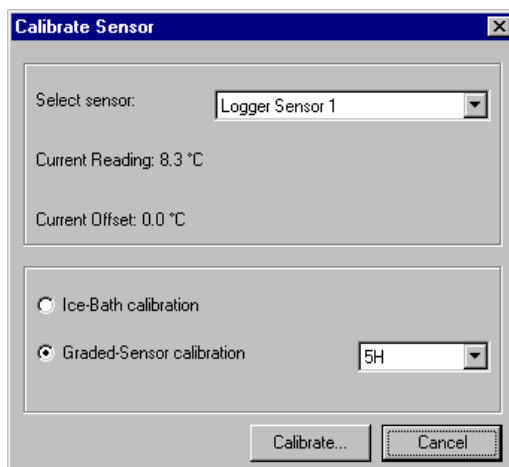 Calibrate Sensor
Select sensor: Logger Sensor 1
Current Reading: 8.3 °C
Current Offset: 0.0 °C
Ice-Bath calibration
Graded-Sensor calibration 5H
Calibrate... Cancel